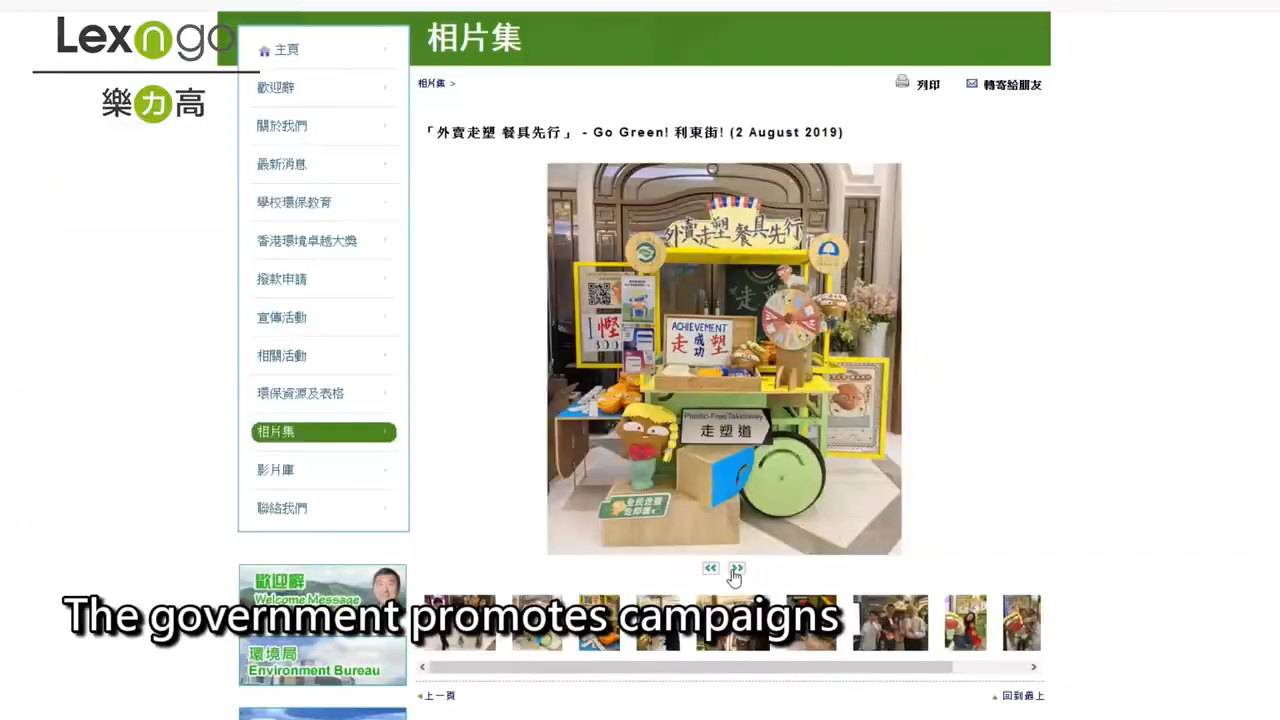 Lexngo
樂力高
相片集
主頁
歡迎辭
關於我們
最新消息
學校環保教育
香港環境卓越大獎
撥款申請
宣傳活動
相關活動
環保資源及表格
相片集
影片庫
聯絡我們
相片集 >
列印
轉寄給朋友
「外賣走塑 餐具先行」 - Go Green! 利東街! (2 August 2019)
外賣走塑 餐具先行
走塑
I 慳
ACHIEVEMENT
走成功塑
Plastic-Free Takeaway
走塑道
歡迎辭
Welcome Message
環境局
Environment Bureau
The government promotes campaigns
上一頁
回到最上